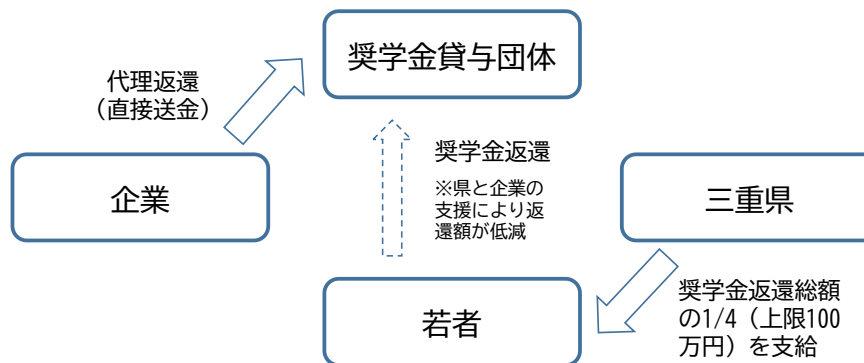 奨学金貸与団体
代理返還
（直接送金）
企業
奨学金返還
※県と企業の
支援により返
還額が低減
三重県
若者
奨学金返還総額
の1/4（上限100
万円）を支給